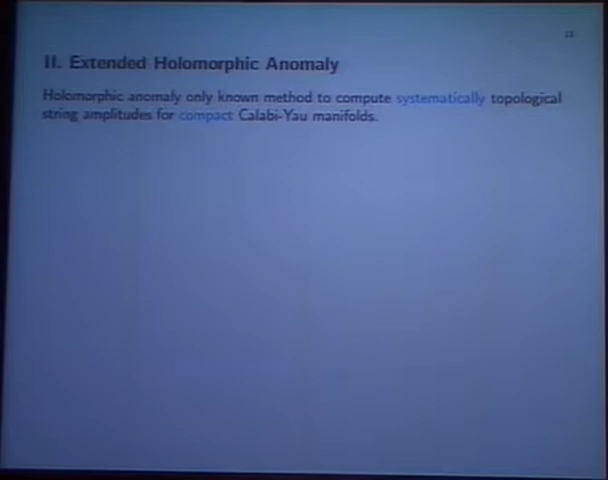 II. Extended Holomorphic Anomaly
Holomorphic anomaly only known method to compute systematically topological
string amplitudes for compact Calabi-Yau manifolds.